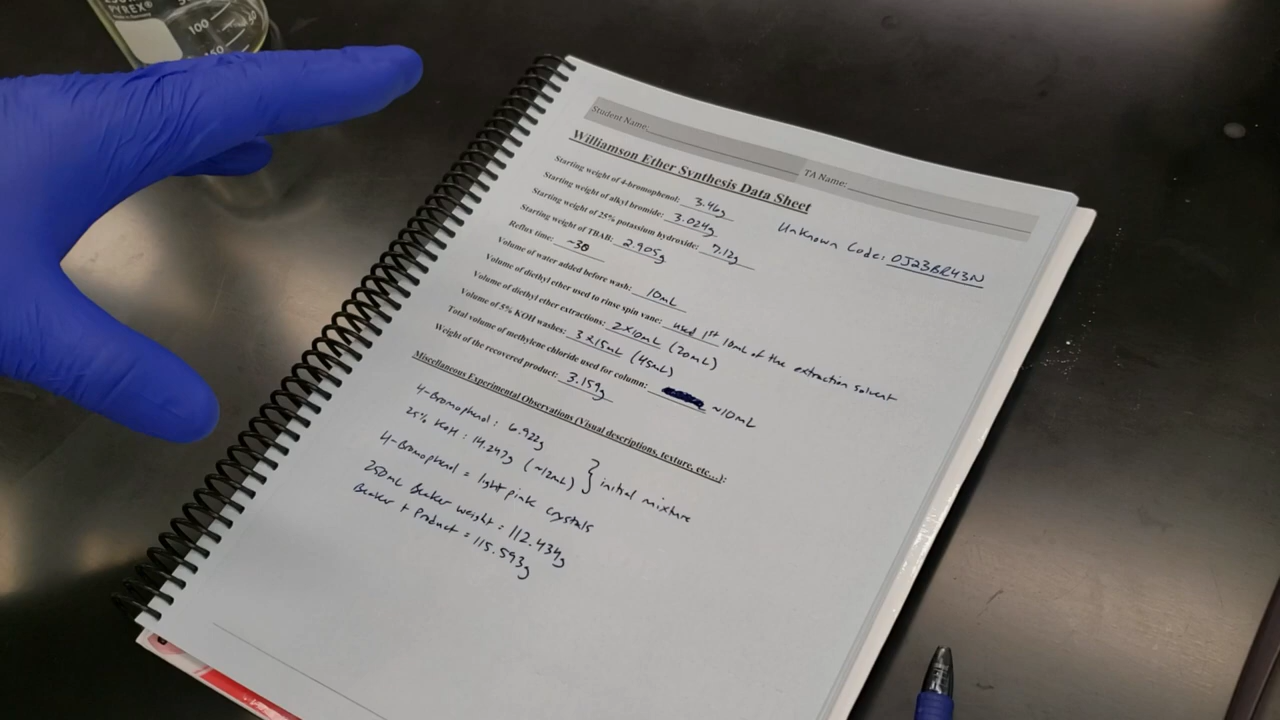 PYREX®
100
50
Student Name:
TA Name:
Williamson Ether Synthesis Data Sheet
Starting weight of 4-bromophenol: 3.46g
Unknown Code: OJ23BR43N
Starting weight of alkyl bromide: 3.024g
Starting weight of 25% potassium hydroxide: 7.12g
Starting weight of TBAB: 2.905g
Reflux time: ~30
Volume of water added before wash: 10mL
Volume of diethyl ether used to rinse spin vane: used 1st 10mL of the extraction solvent
Volume of diethyl ether extractions: 2x10mL (20mL)
Volume of 5% KOH washes: 3x15mL (45mL)
Total volume of methylene chloride used for column: ~10mL
Weight of the recovered product: 3.159g
Miscellaneous Experimental Observations (Visual descriptions, texture, etc...):
4-Bromophenol: 6.922g
25% KOH: 14.247g (~12mL) } initial mixture
4-Bromophenol = light pink crystals
250mL Beaker weight = 112.434g
Beaker + Product = 115.593g